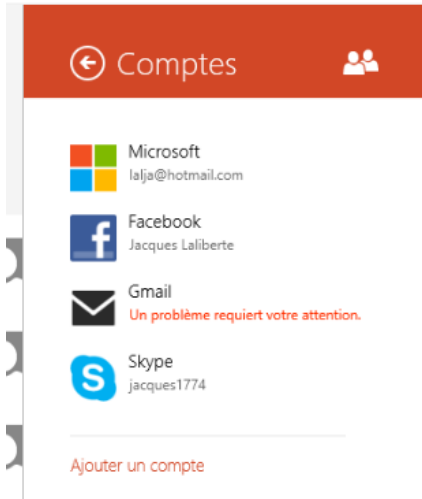 Comptes
Microsoft
lalja@hotmail.com
Facebook
Jacques Laliberte
Gmail
Un problème requiert votre attention.
Skype
jacques1774
Ajouter un compte